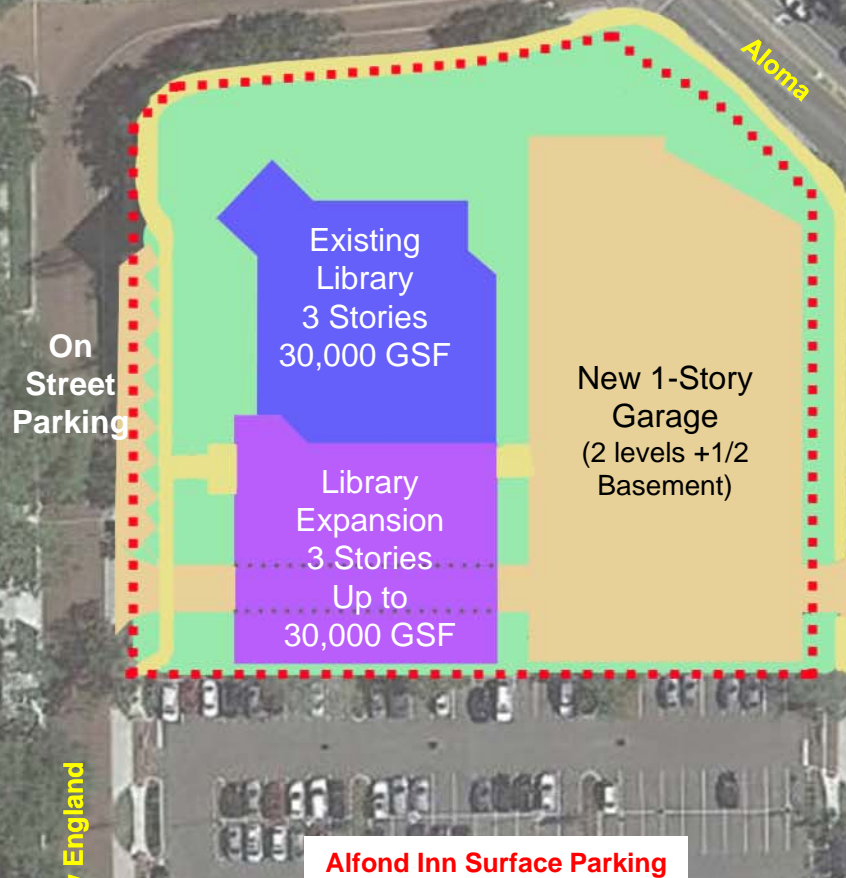 Aloma
Existing
Library
3 Stories
30,000 GSF
On
Street
Parking
New 1-Story
Garage
(2 levels +1/2
Basement)
Library
Expansion
3 Stories
Up to
30,000 GSF
England
Alfond Inn Surface Parking